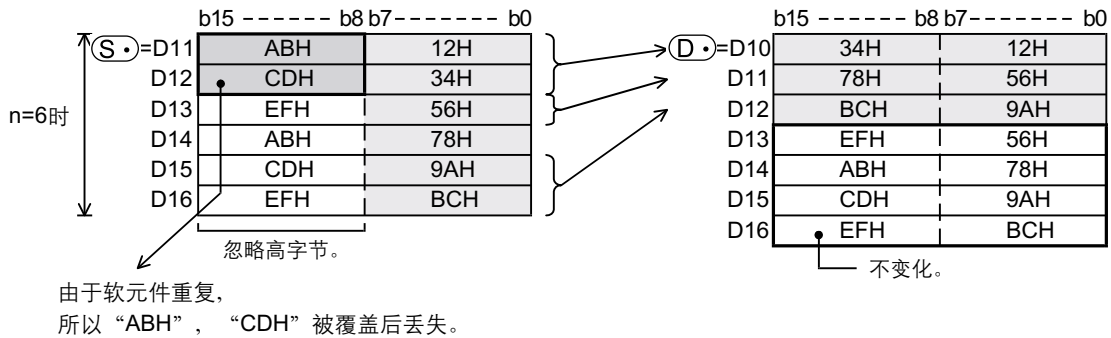 b15 ------ b8 b7------- b0 b15 ------ b8 b7------- b0
n=6时
(S・)=D11 ABH 12H (D・)=D10 34H 12H
D12 CDH 34H D11 78H 56H
D13 EFH 56H D12 BCH 9AH
D14 ABH 78H D13 EFH 56H
D15 CDH 9AH D14 ABH 78H
D16 EFH BCH D15 CDH 9AH
D16 EFH BCH
忽略高字节。
不变化。
由于软元件重复,
所以“ABH”, “CDH”被覆盖后丢失。